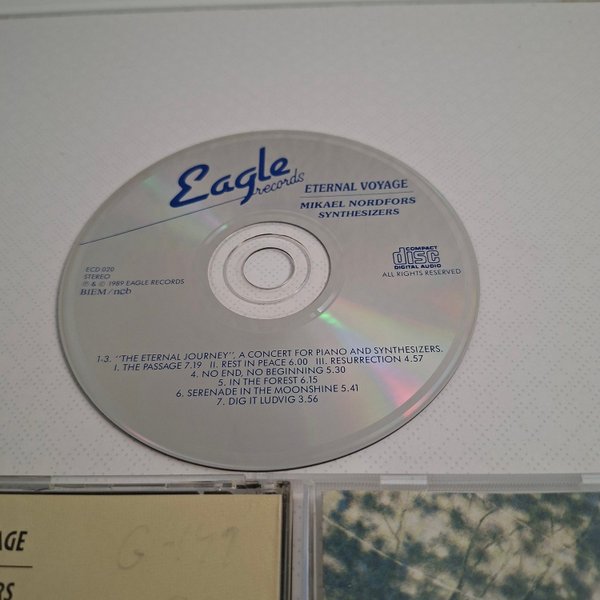 Eagle
records
ETERNAL VOYAGE
MIKAEL NORDFORS
SYNTHESIZERS
ECD 020
STEREO
℗ & © 1989 EAGLE RECORDS
BIEM/ncb
COMPACT
disc
DIGITAL AUDIO
ALL RIGHTS RESERVED
1-3. "THE ETERNAL JOURNEY", A CONCERT FOR PIANO AND SYNTHESIZERS.
I. THE PASSAGE 7.19 II. REST IN PEACE 6.00 III. RESURRECTION 4.57
4. NO END, NO BEGINNING 5.30
5. IN THE FOREST 6.15
6. SERENADE IN THE MOONSHINE 5.41
7. DIG IT LUDVIG 3.56
AGE
RS